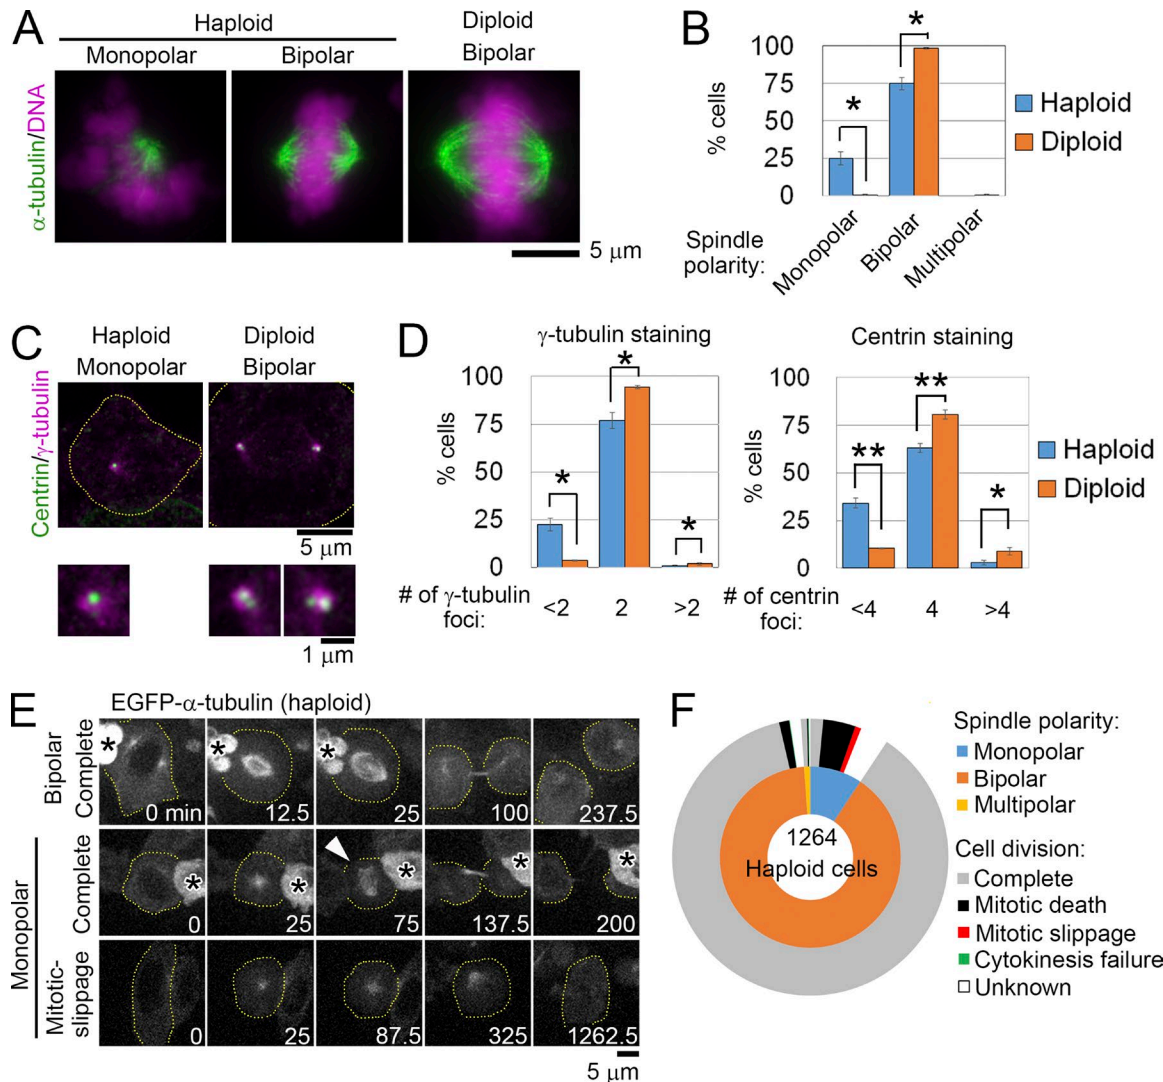 A
Haploid
Diploid
Monopolar
Bipolar
Bipolar
α-tubulin/DNA
5 μm
B
*
*
% cells
100
75
50
25
0
Haploid
Diploid
Spindle
polarity:
Monopolar
Bipolar
Multipolar
C
Haploid
Monopolar
Diploid
Bipolar
Centrin/γ-tubulin
5 μm
1 μm
D
γ-tubulin staining
% cells
100
75
50
25
0
*
*
*
# of γ-tubulin
foci:
<2
2
>2
Centrin staining
% cells
100
75
50
25
0
**
**
*
# of centrin
foci:
<4
4
>4
Haploid
Diploid
E
EGFP-α-tubulin (haploid)
Bipolar
Complete
* * *
0 min 12.5 25 100 237.5
Monopolar
Complete
* * * * *
0 25 75 137.5 200
Mitotic-
slippage
0 25 87.5 325 1262.5
5 μm
F
1264
Haploid cells
Spindle polarity:
Monopolar
Bipolar
Multipolar
Cell division:
Complete
Mitotic death
Mitotic slippage
Cytokinesis failure
Unknown